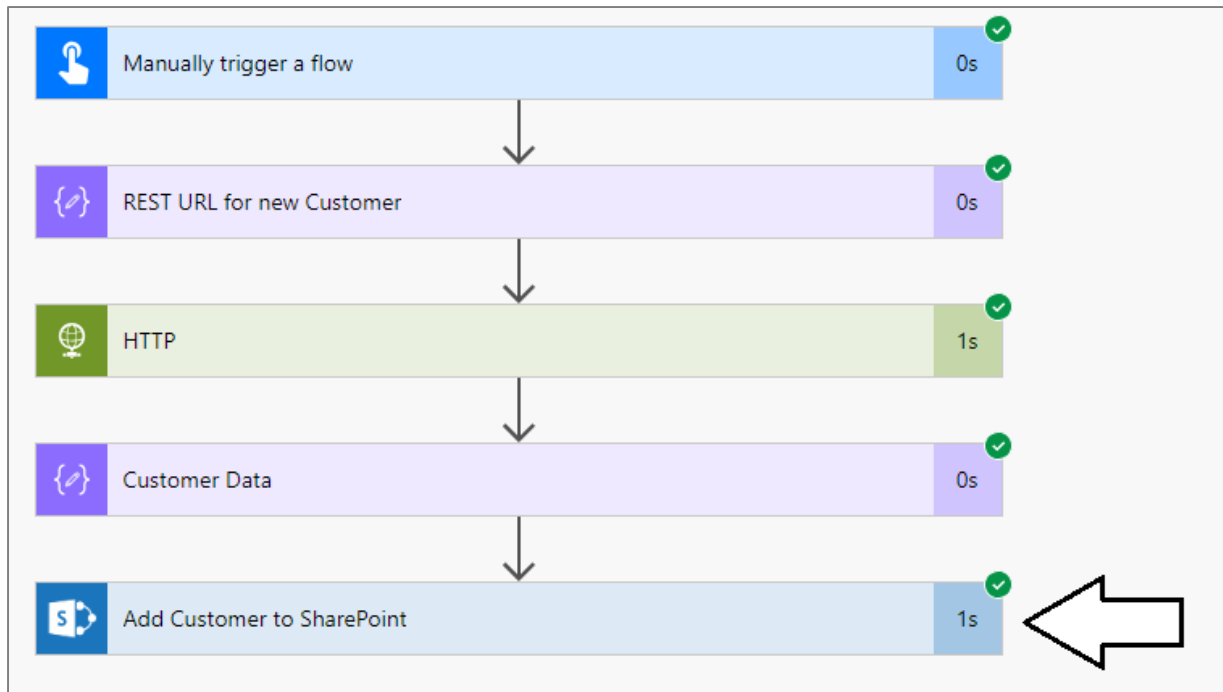 Manually trigger a flow 0s
REST URL for new Customer 0s
HTTP 1s
Customer Data 0s
S Add Customer to SharePoint 1s